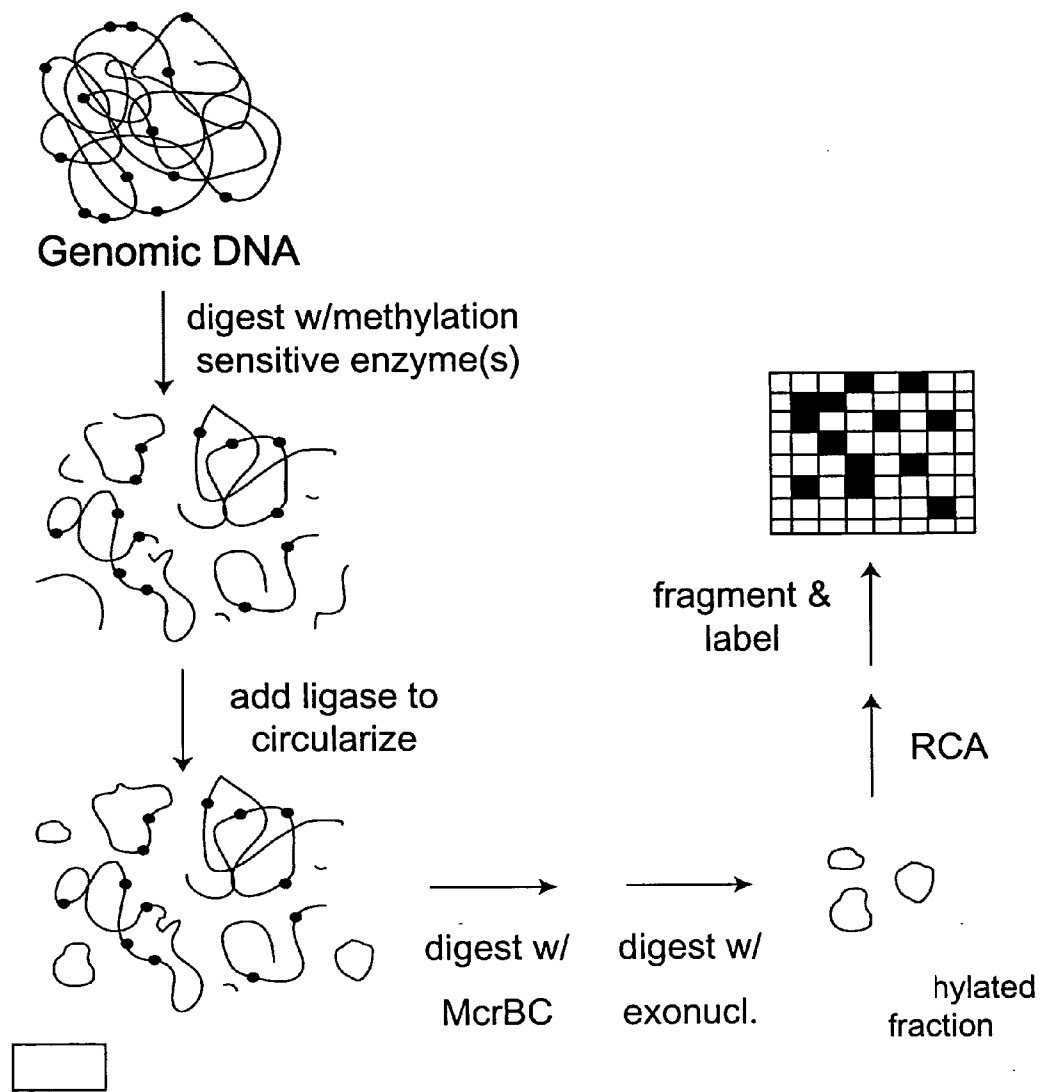 Genomic DNA
digest w/methylation
sensitive enzyme(s)
add ligase to
circularize
digest w/
McrBC
digest w/
exonucl.
hylated
fraction
RCA
fragment &
label